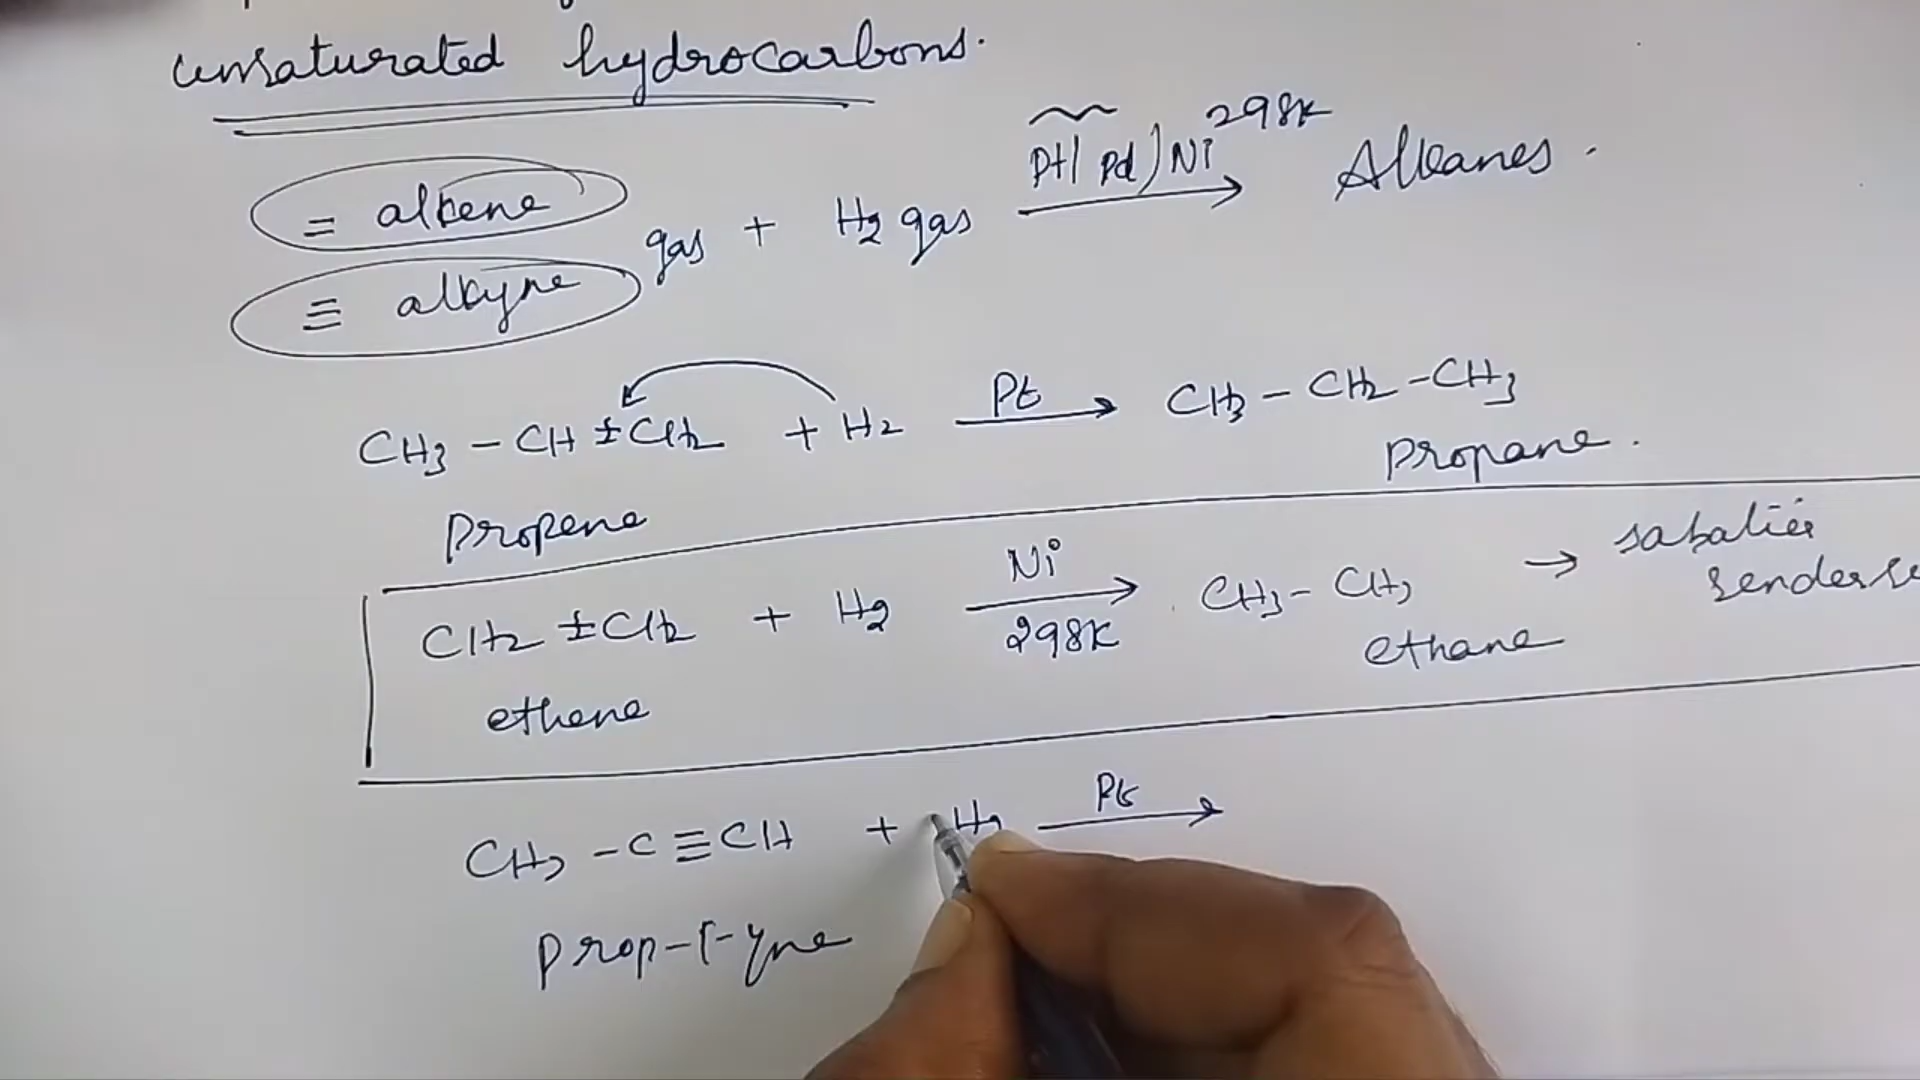 unsaturated hydrocarbons.
= alkene
≡ alkyne
gas + H2 gas Pt/Pd/Ni 298K → Alkanes.
CH3 - CH = CH2 + H2 Pt → CH3 - CH2 - CH3
Propene
Propane.
CH2 = CH2 + H2 Ni 298K → CH3 - CH3 → sabatier
ethene
ethane
CH3 - C ≡ CH + H2 Pt →
Prop-1-yne